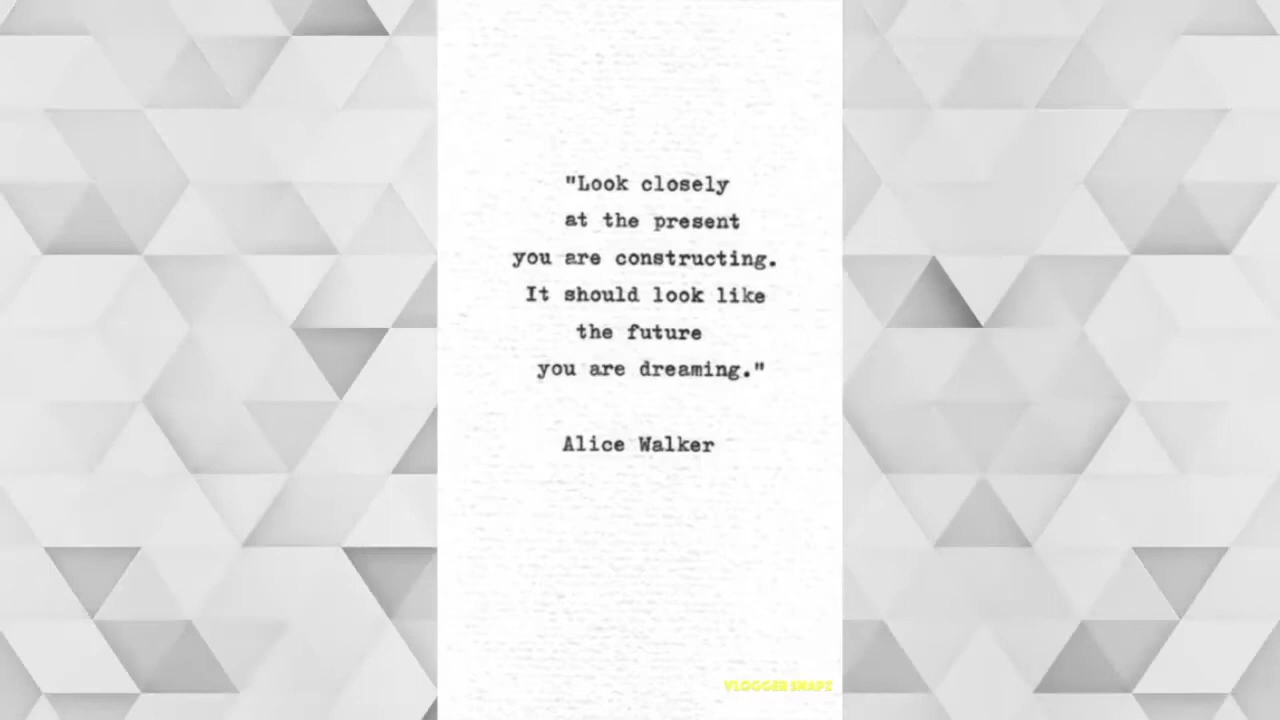 "Look closely
at the present
you are constructing.
It should look like
the future
you are dreaming."
Alice Walker
VLOGGER SNAPS